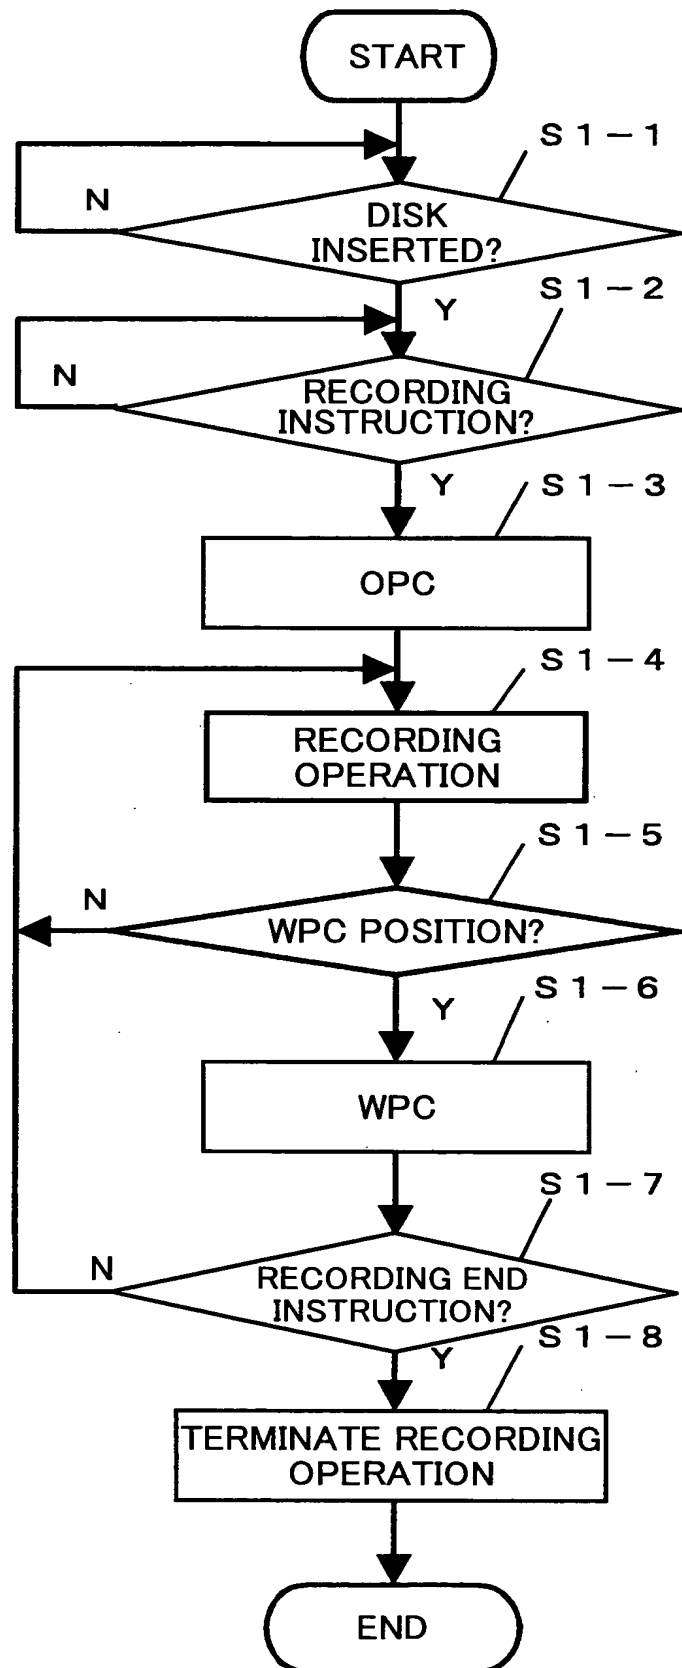 START
S1-1
N
DISK
INSERTED?
Y
S1-2
N
RECORDING
INSTRUCTION?
Y
S1-3
OPC
S1-4
RECORDING
OPERATION
S1-5
N
WPC POSITION?
Y
S1-6
WPC
S1-7
N
RECORDING END
INSTRUCTION?
Y
S1-8
TERMINATE RECORDING
OPERATION
END